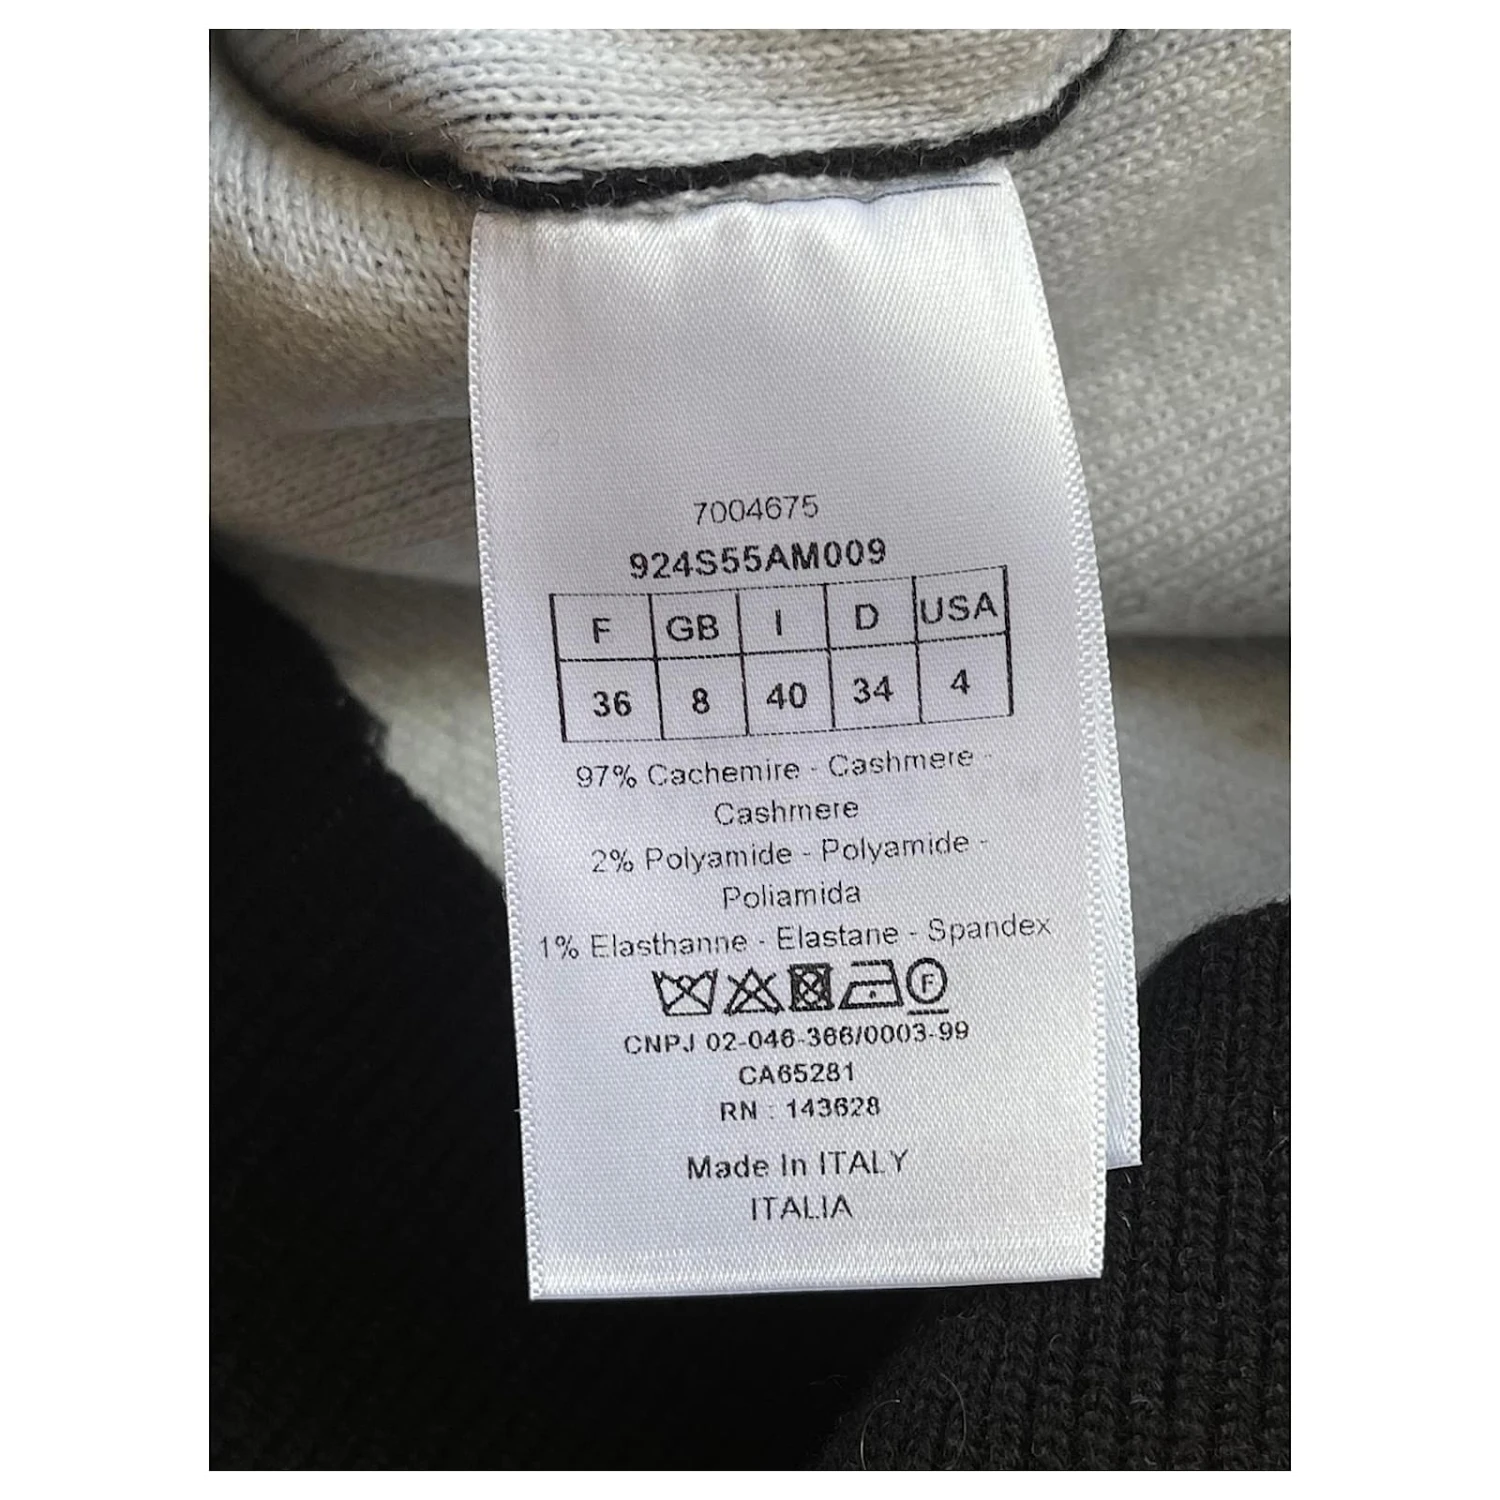 7004675
924S55AM009
F GB I D USA
36 8 40 34 4
97% Cachemire - Cashmere -
Cashmere
2% Polyamide - Polyamide -
Poliamida
1% Elasthanne - Elastane - Spandex
F
CNPJ 02-046-366/0003-99
CA65281
RN : 143628
Made In ITALY
ITALIA